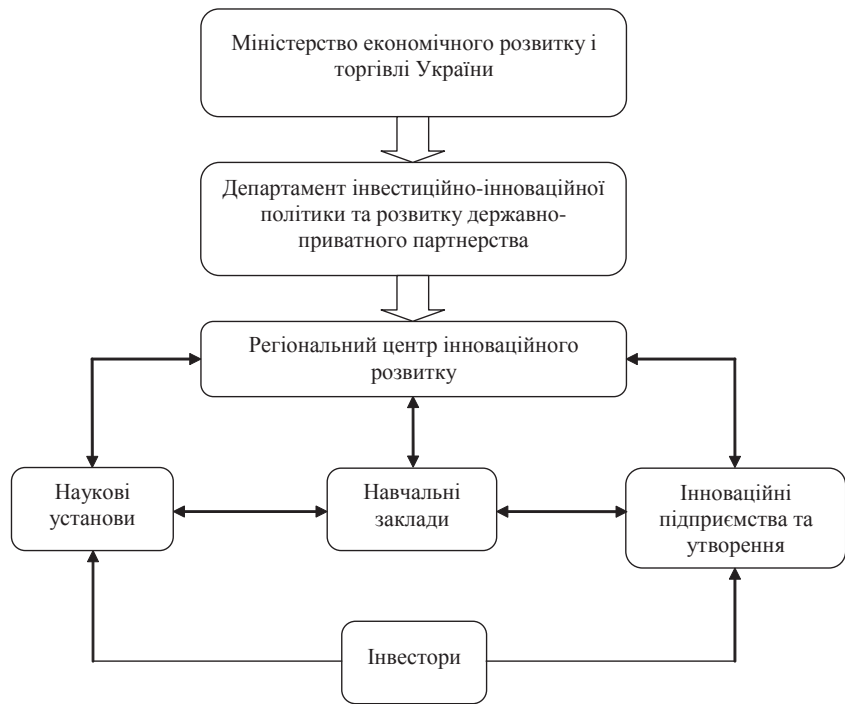 Міністерство економічного розвитку і
торгівлі України
Департамент інвестиційно-інноваційної
політики та розвитку державно-
приватного партнерства
Регіональний центр інноваційного
розвитку
Наукові
установи
Навчальні
заклади
Інноваційні
підприємства та
утворення
Інвестори